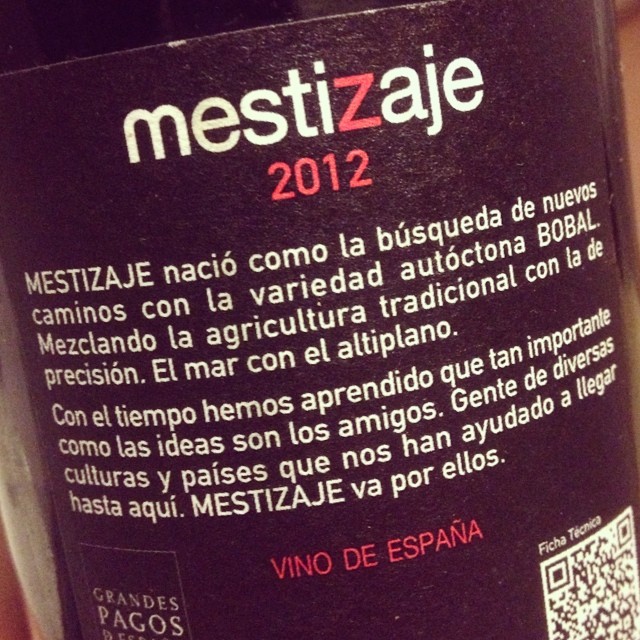 mestizaje
2012
MESTIZAJE nació como la búsqueda de nuevos
caminos con la variedad autóctona BOBAL.
Mezclando la agricultura tradicional con la de
precisión. El mar con el altiplano.
Con el tiempo hemos aprendido que tan importante
como las ideas son los amigos. Gente de diversas
culturas y países que nos han ayudado a llegar
hasta aquí. MESTIZAJE va por ellos.
VINO DE ESPAÑA
Ficha Técnica
GRANDES
PAGOS